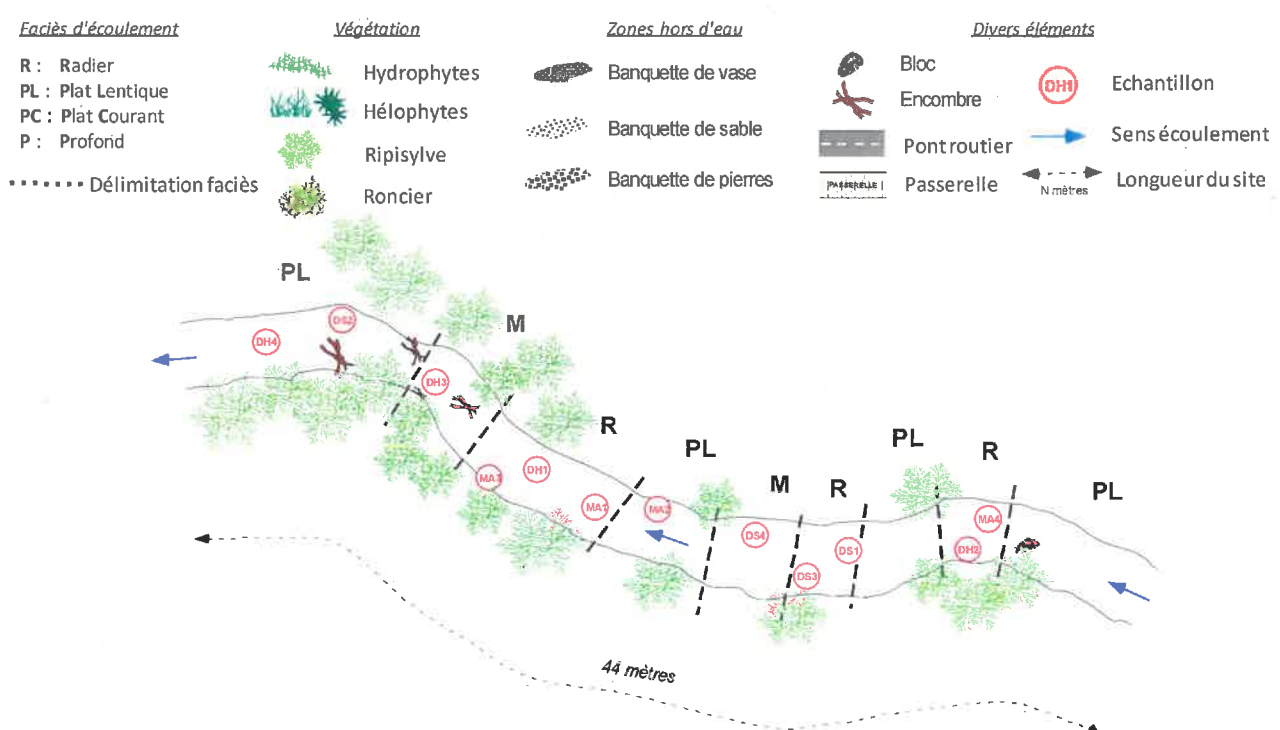 Faciès d'écoulement
R : Radier
PL : Plat Lentique
PC : Plat Courant
P : Profond
Délimitation faciès
Végétation
Hydrophytes
Hélophytes
Ripisylve
Roncier
Zones hors d'eau
Banquette de vase
Banquette de sable
Banquette de pierres
Divers éléments
Bloc
Encombre
Pont routier
PASSERELLE
Passerelle
DH1
Echantillon
Sens écoulement
N mètres
Longueur du site
PL
M
R
PL
M
R
PL
R
PL
DH4
DS2
DH3
DH1
MA1
MA2
DS4
DS3
DS1
MA4
DH2
44 mètres